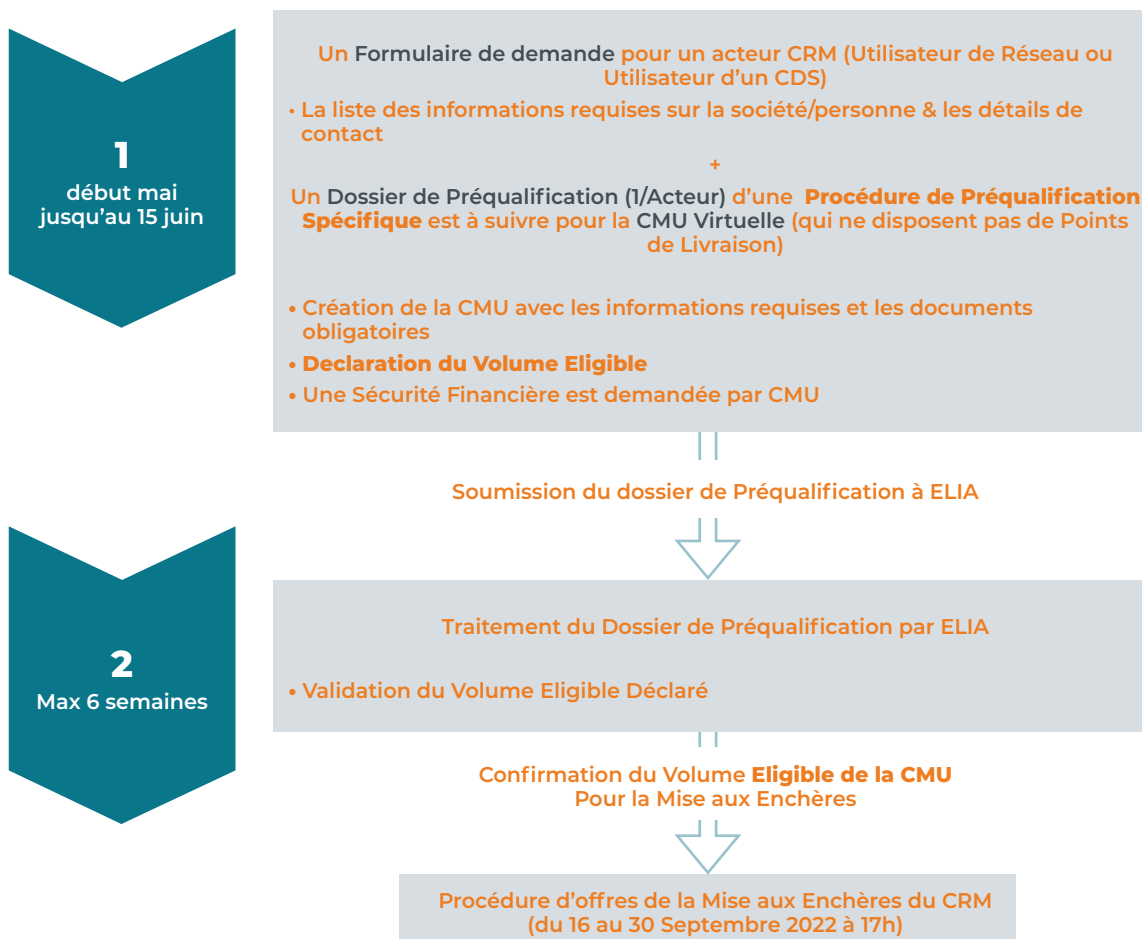 1
début mai
jusqu'au 15 juin
Un Formulaire de demande pour un acteur CRM (Utilisateur de Réseau ou
Utilisateur d'un CDS)
• La liste des informations requises sur la société/personne & les détails de
contact
+
Un Dossier de Préqualification (1/Acteur) d'une Procédure de Préqualification
Spécifique est à suivre pour la CMU Virtuelle (qui ne disposent pas de Points
de Livraison)
• Création de la CMU avec les informations requises et les documents
obligatoires
• Declaration du Volume Eligible
• Une Sécurité Financière est demandée par CMU
Soumission du dossier de Préqualification à ELIA
2
Max 6 semaines
Traitement du Dossier de Préqualification par ELIA
• Validation du Volume Eligible Déclaré
Confirmation du Volume Eligible de la CMU
Pour la Mise aux Enchères
Procédure d'offres de la Mise aux Enchères du CRM
(du 16 au 30 Septembre 2022 à 17h)